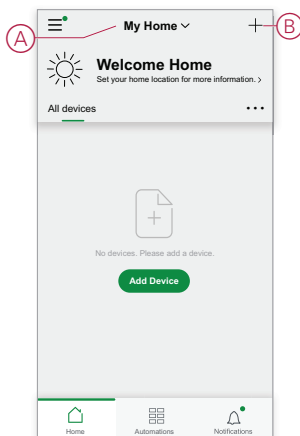 My Home
A
B
Welcome Home
Set your home location for more information. >
All devices
No devices. Please add a device.
Add Device
Home Automations Notifications